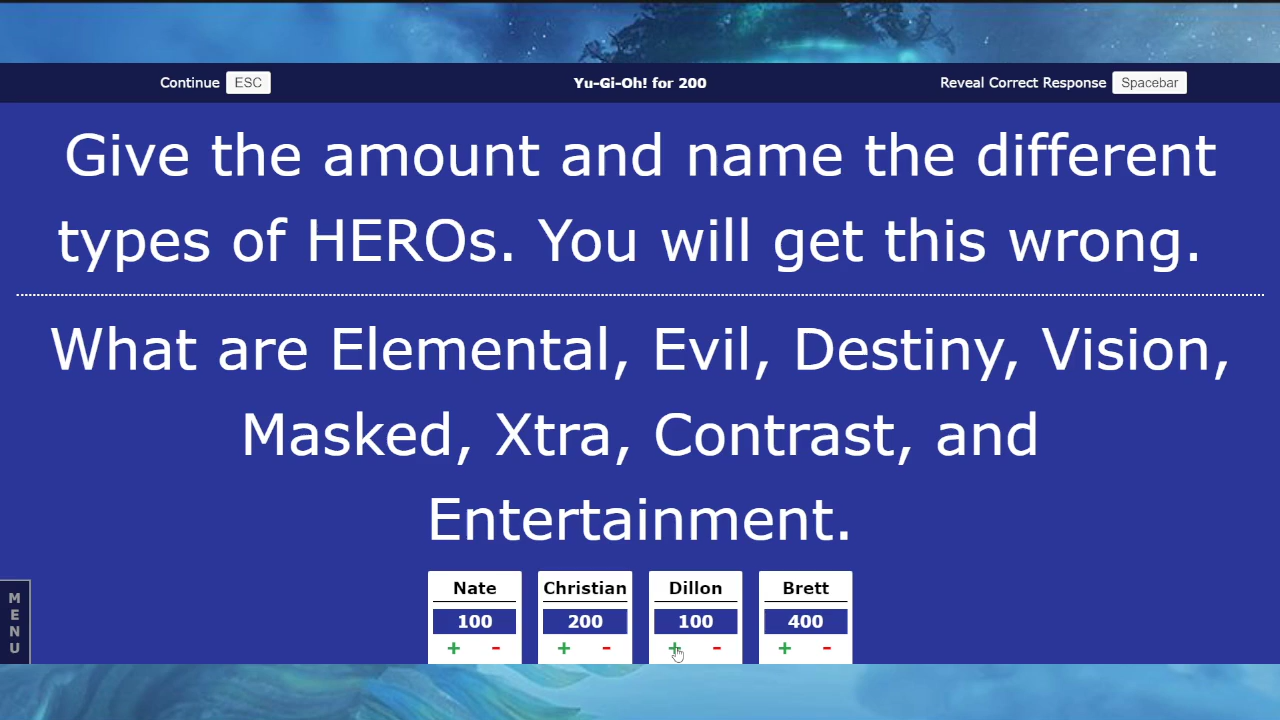 Continue ESC Yu-Gi-Oh! for 200 Reveal Correct Response Spacebar
Give the amount and name the different
types of HEROs. You will get this wrong.
What are Elemental, Evil, Destiny, Vision,
Masked, Xtra, Contrast, and
Entertainment.
MENU
Nate Christian Dillon Brett
100 200 100 400
+ - + - + - + -